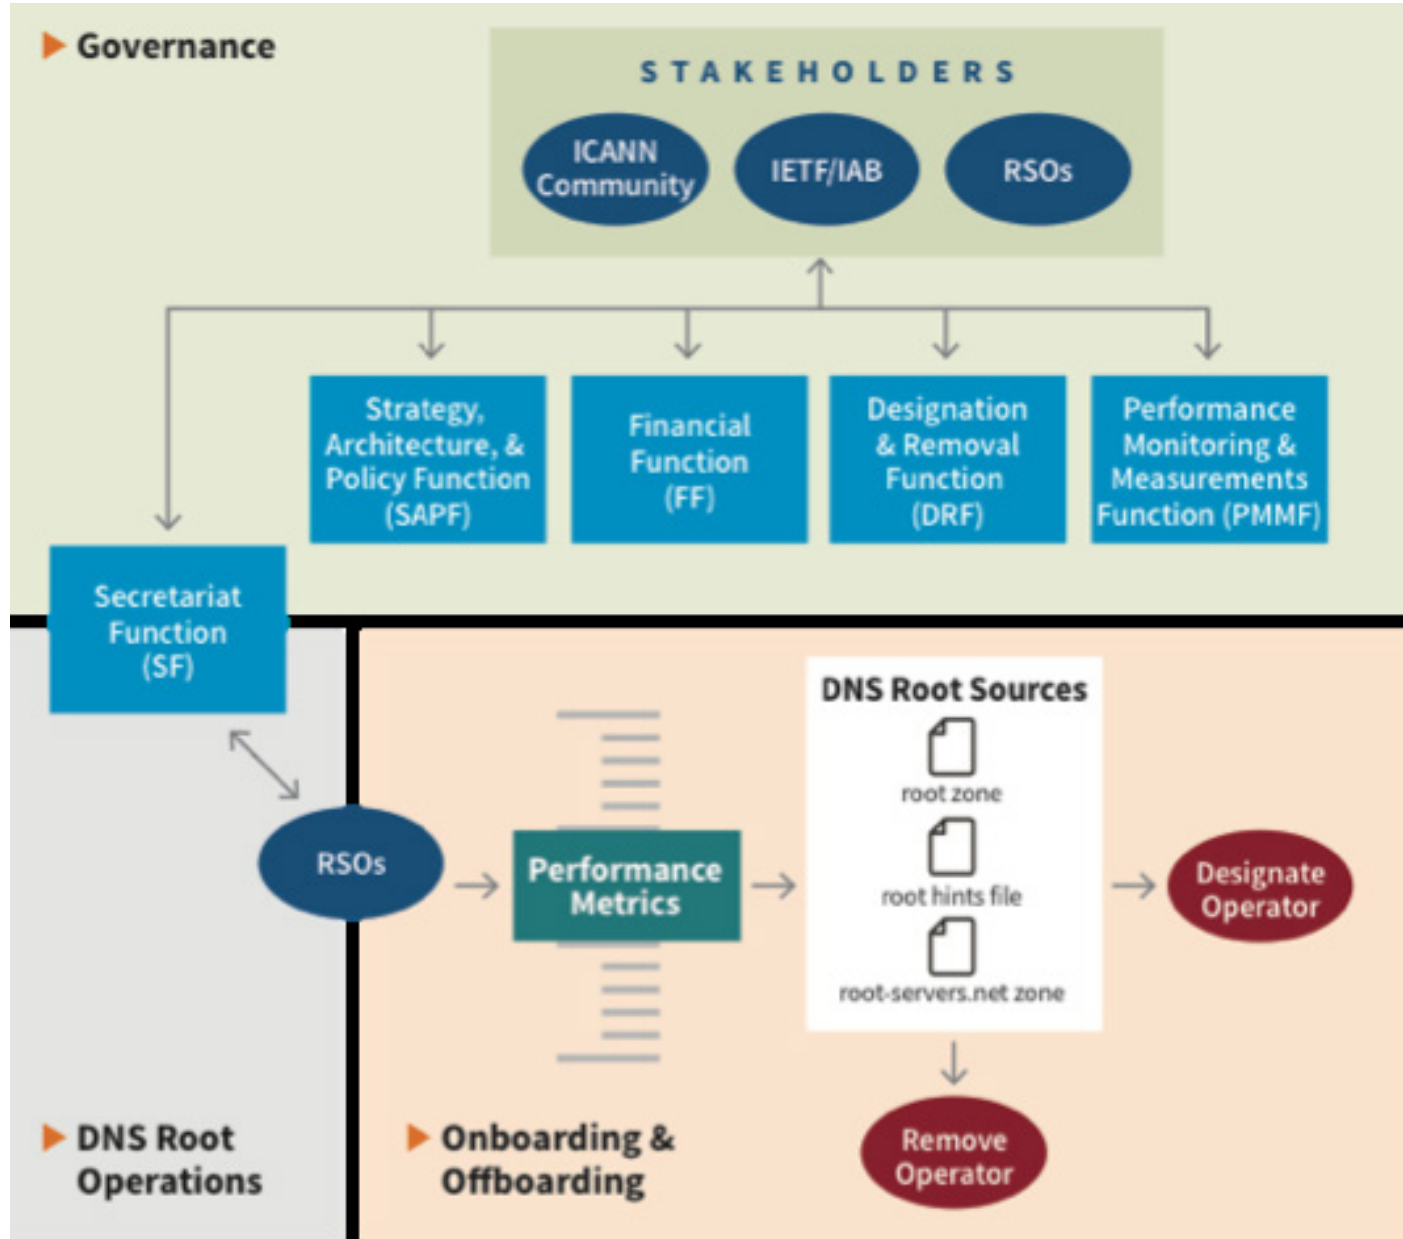 Governance
STAKEHOLDERS
ICANN
Community
IETF/IAB
RSOs
Strategy,
Architecture, &
Policy Function
(SAPF)
Financial
Function
(FF)
Designation
& Removal
Function
(DRF)
Performance
Monitoring &
Measurements
Function (PMMF)
Secretariat
Function
(SF)
RSOs
Performance
Metrics
DNS Root Sources
root zone
root hints file
root-servers.net zone
Designate
Operator
Remove
Operator
DNS Root
Operations
Onboarding &
Offboarding